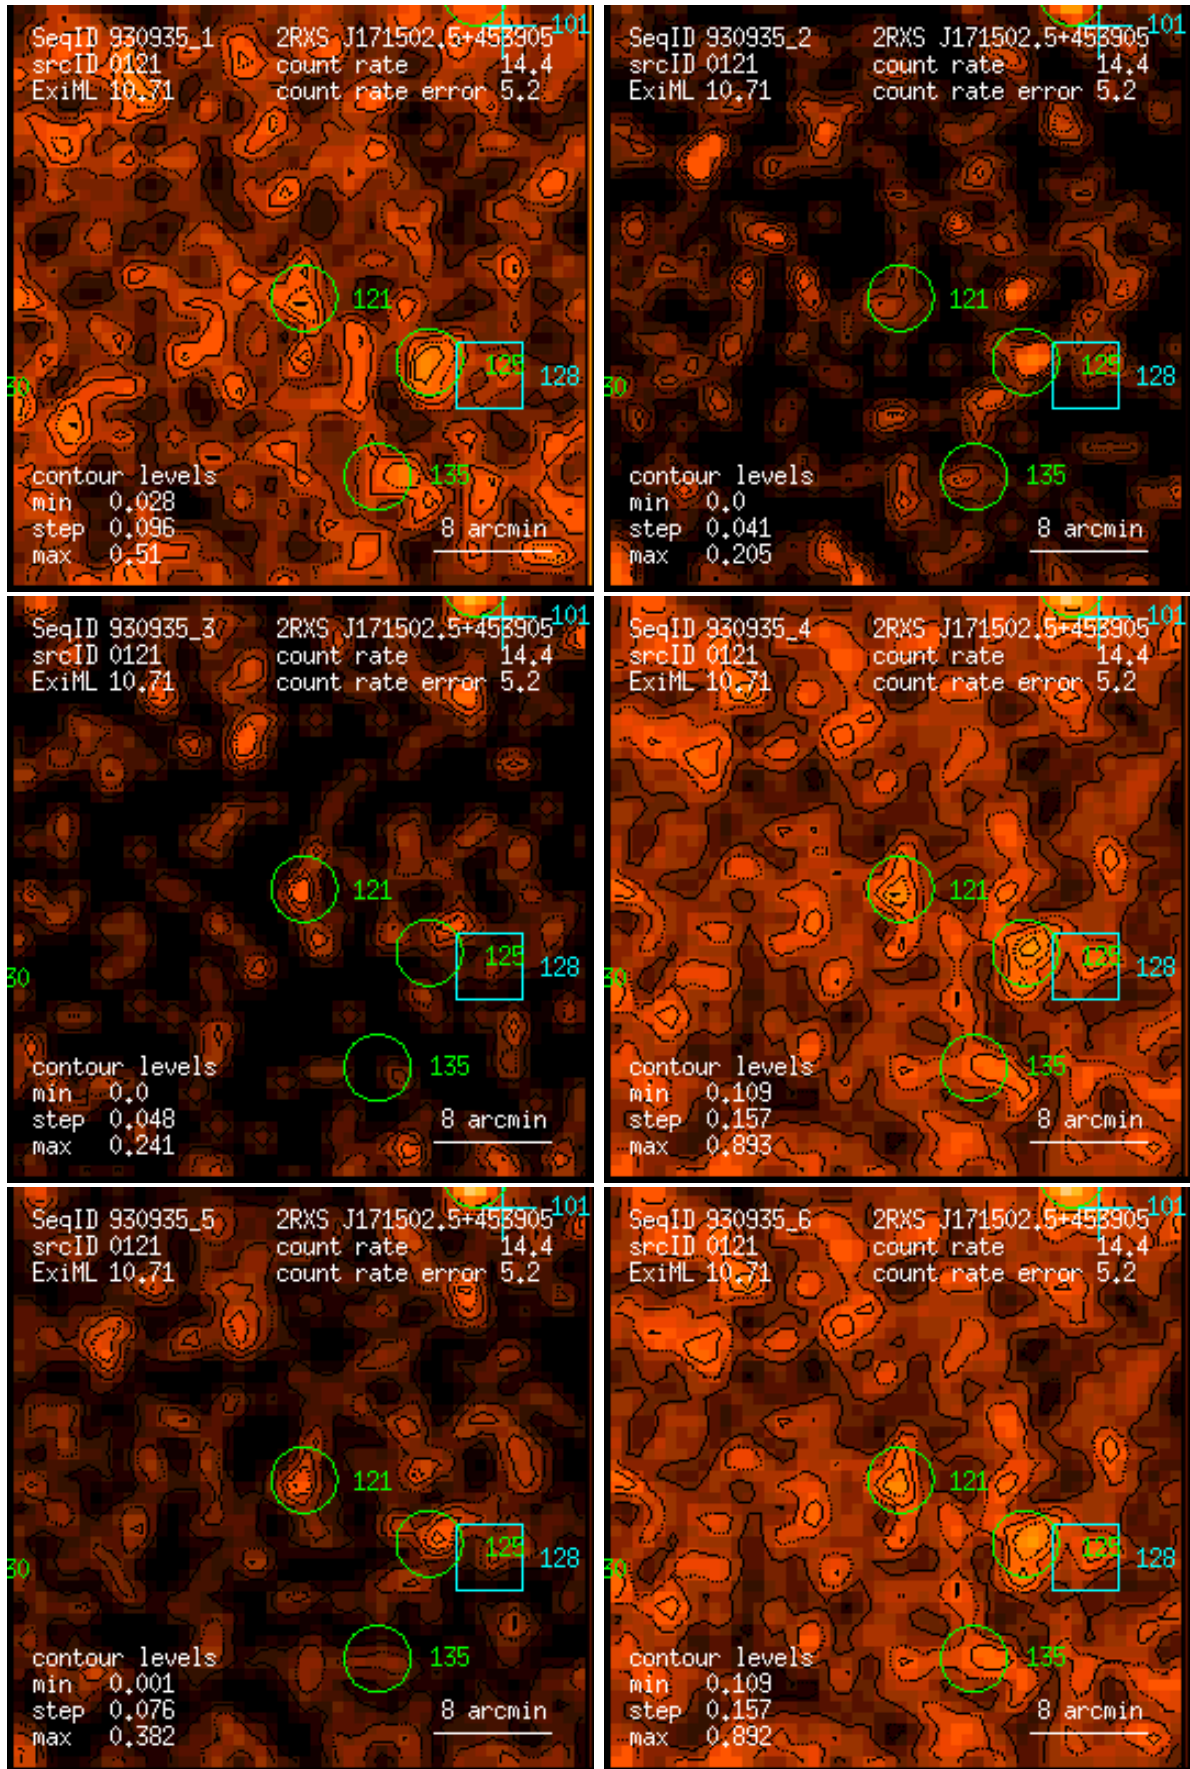 SeqID 930935_1 2RXS J171502.5+453905 101
srcID 0121 count rate 14.4
ExiML 10.71 count rate error 5.2
121
125
128
30
135
contour levels
min 0.028
step 0.096 8 arcmin
max 0.51
SeqID 930935_2 2RXS J171502.5+453905 101
srcID 0121 count rate 14.4
ExiML 10.71 count rate error 5.2
121
125
128
30
135
contour levels
min 0.0
step 0.041 8 arcmin
max 0.205
SeqID 930935_3 2RXS J171502.5+453905 101
srcID 0121 count rate 14.4
ExiML 10.71 count rate error 5.2
121
125
128
30
135
contour levels
min 0.0
step 0.048 8 arcmin
max 0.241
SeqID 930935_4 2RXS J171502.5+453905 101
srcID 0121 count rate 14.4
ExiML 10.71 count rate error 5.2
121
125
128
30
135
contour levels
min 0.109
step 0.157 8 arcmin
max 0.893
SeqID 930935_5 2RXS J171502.5+453905 101
srcID 0121 count rate 14.4
ExiML 10.71 count rate error 5.2
121
125
128
30
135
contour levels
min 0.001
step 0.076 8 arcmin
max 0.382
SeqID 930935_6 2RXS J171502.5+453905 101
srcID 0121 count rate 14.4
ExiML 10.71 count rate error 5.2
121
125
128
30
135
contour levels
min 0.109
step 0.157 8 arcmin
max 0.892